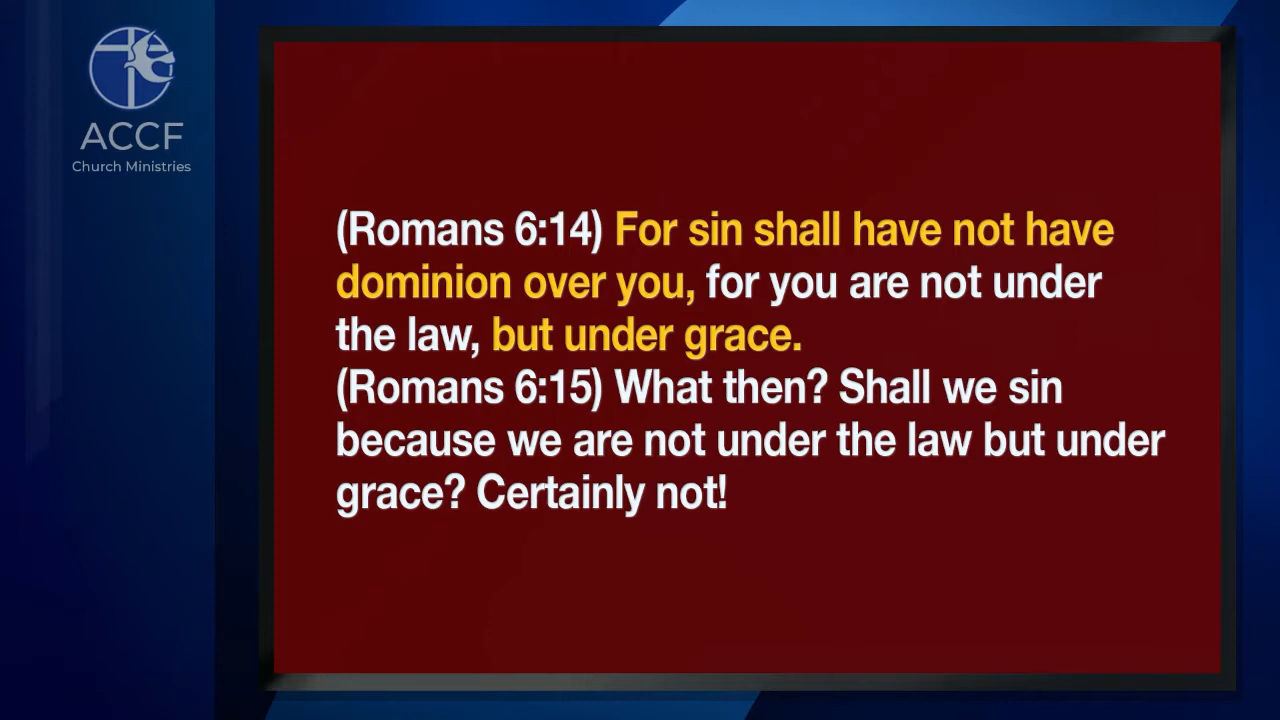 ACCF
Church Ministries
(Romans 6:14) For sin shall have not have
dominion over you, for you are not under
the law, but under grace.
(Romans 6:15) What then? Shall we sin
because we are not under the law but under
grace? Certainly not!